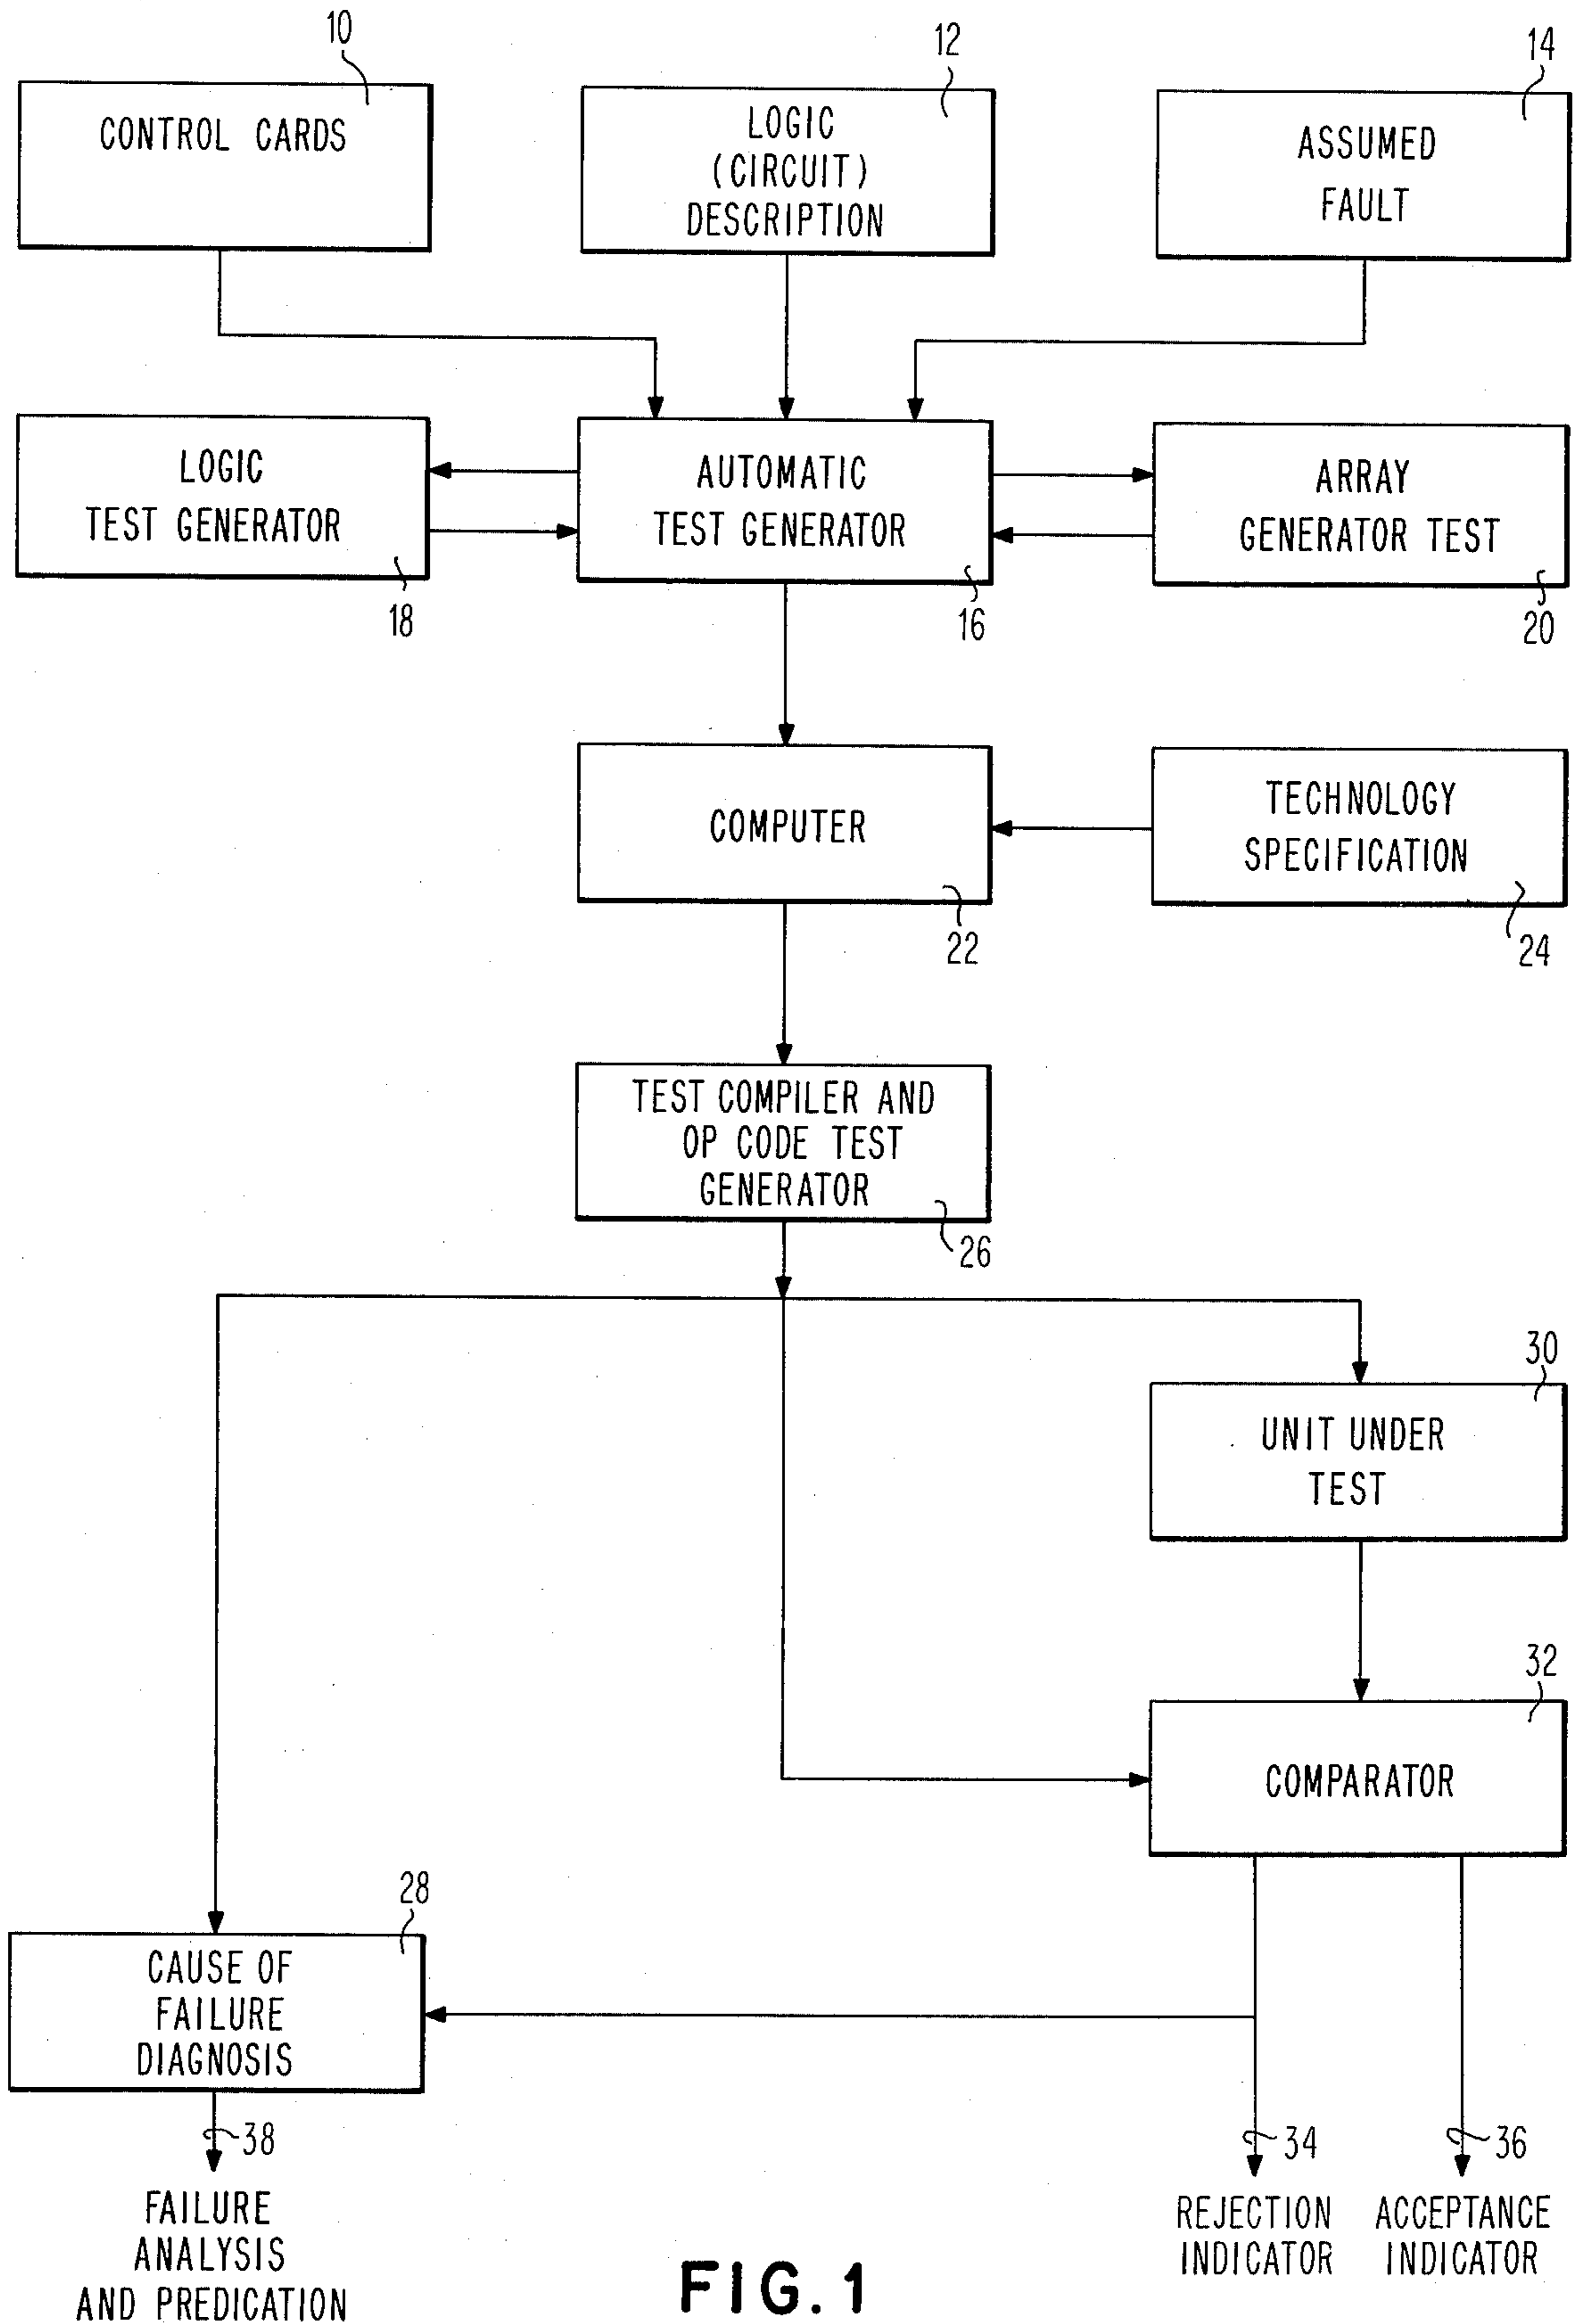 10
12
14
CONTROL CARDS
LOGIC
(CIRCUIT)
DESCRIPTION
ASSUMED
FAULT
LOGIC
TEST GENERATOR
18
AUTOMATIC
TEST GENERATOR
16
ARRAY
GENERATOR TEST
20
COMPUTER
22
TECHNOLOGY
SPECIFICATION
24
TEST COMPILER AND
OP CODE TEST
GENERATOR
26
30
UNIT UNDER
TEST
32
COMPARATOR
28
CAUSE OF
FAILURE
DIAGNOSIS
38
34
36
FAILURE
ANALYSIS
AND PREDICATION
REJECTION
INDICATOR
ACCEPTANCE
INDICATOR
FIG. 1